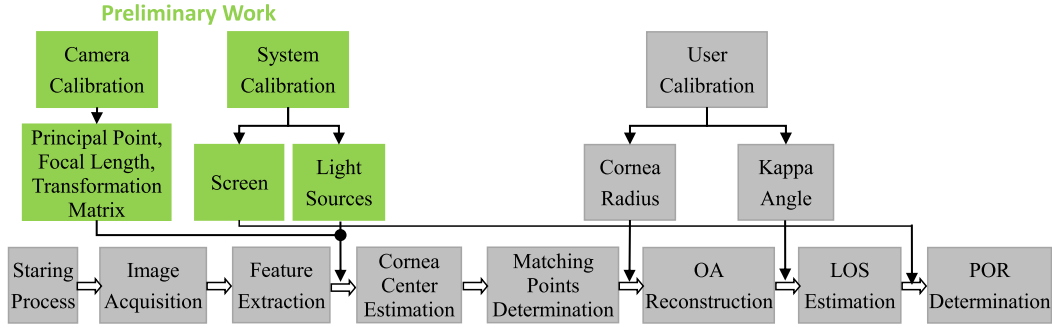 Preliminary Work
Camera
Calibration
System
Calibration
User
Calibration
Principal Point,
Focal Length,
Transformation
Matrix
Screen
Light
Sources
Cornea
Radius
Kappa
Angle
Staring
Process
Image
Acquisition
Feature
Extraction
Cornea
Center
Estimation
Matching
Points
Determination
OA
Reconstruction
LOS
Estimation
POR
Determination